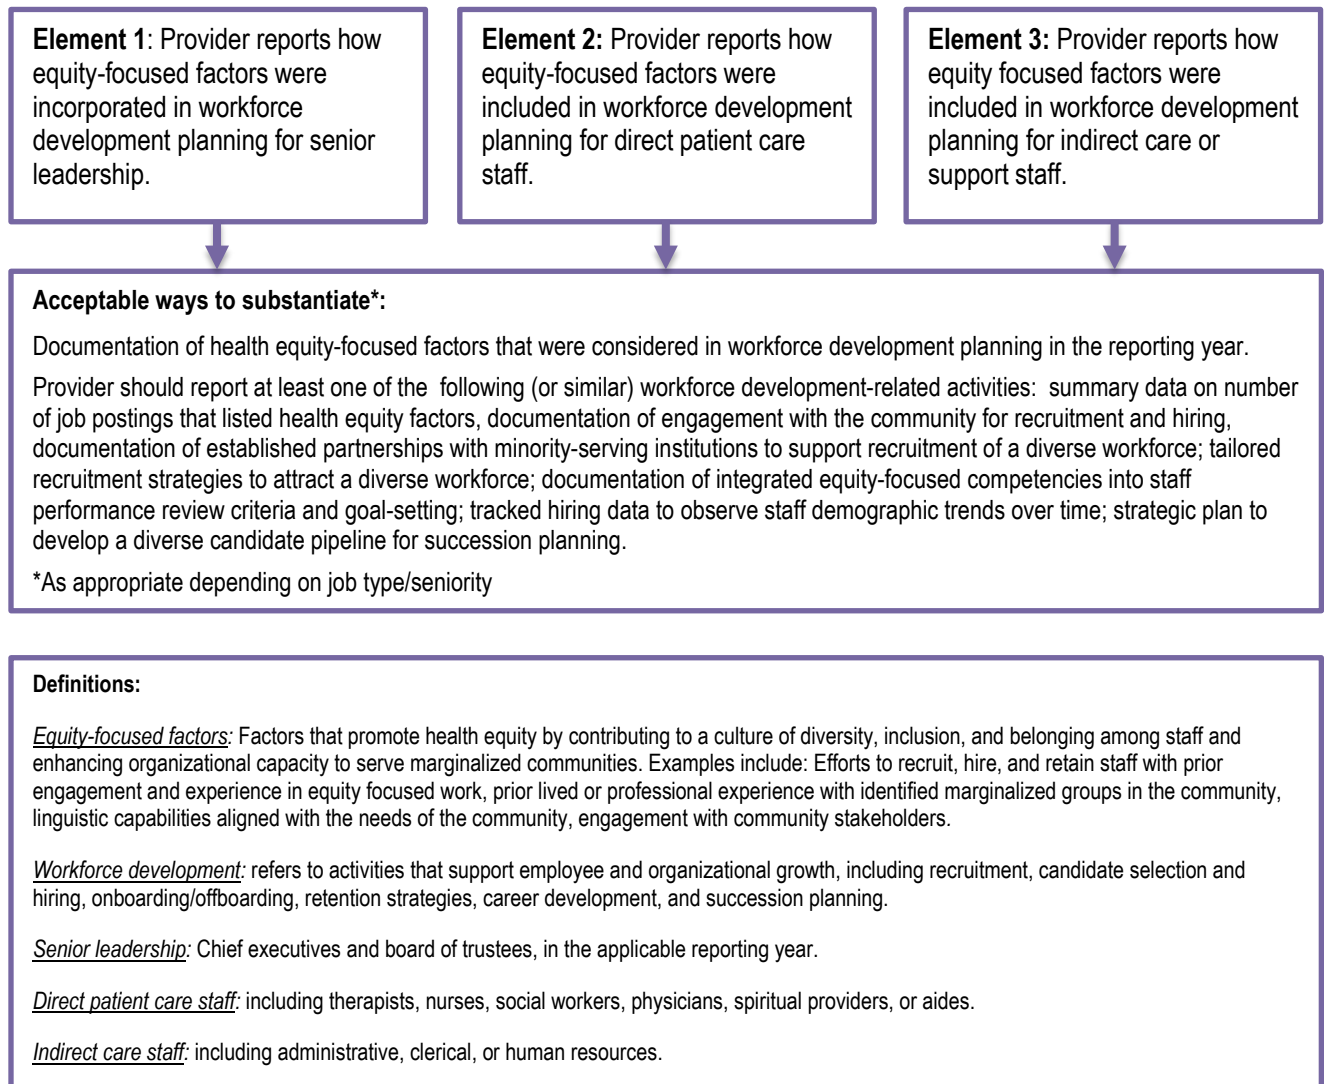 Element 1: Provider reports how
equity-focused factors were
incorporated in workforce
development planning for senior
leadership.
Element 2: Provider reports how
equity-focused factors were
included in workforce development
planning for direct patient care
staff.
Element 3: Provider reports how
equity focused factors were
included in workforce development
planning for indirect care or
support staff.
Acceptable ways to substantiate*:
Documentation of health equity-focused factors that were considered in workforce development planning in the reporting year.
Provider should report at least one of the following (or similar) workforce development-related activities: summary data on number
of job postings that listed health equity factors, documentation of engagement with the community for recruitment and hiring,
documentation of established partnerships with minority-serving institutions to support recruitment of a diverse workforce; tailored
recruitment strategies to attract a diverse workforce; documentation of integrated equity-focused competencies into staff
performance review criteria and goal-setting; tracked hiring data to observe staff demographic trends over time; strategic plan to
develop a diverse candidate pipeline for succession planning.
*As appropriate depending on job type/seniority
Definitions:
Equity-focused factors: Factors that promote health equity by contributing to a culture of diversity, inclusion, and belonging among staff and
enhancing organizational capacity to serve marginalized communities. Examples include: Efforts to recruit, hire, and retain staff with prior
engagement and experience in equity focused work, prior lived or professional experience with identified marginalized groups in the community,
linguistic capabilities aligned with the needs of the community, engagement with community stakeholders.
Workforce development: refers to activities that support employee and organizational growth, including recruitment, candidate selection and
hiring, onboarding/offboarding, retention strategies, career development, and succession planning.
Senior leadership: Chief executives and board of trustees, in the applicable reporting year.
Direct patient care staff: including therapists, nurses, social workers, physicians, spiritual providers, or aides.
Indirect care staff: including administrative, clerical, or human resources.